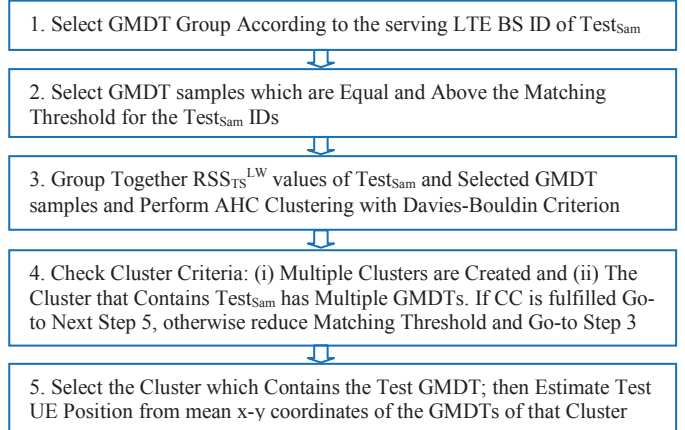 1. Select GMDT Group According to the serving LTE BS ID of TestSam
2. Select GMDT samples which are Equal and Above the Matching
Threshold for the TestSam IDs
3. Group Together RSSTSLW values of TestSam and Selected GMDT
samples and Perform AHC Clustering with Davies-Bouldin Criterion
4. Check Cluster Criteria: (i) Multiple Clusters are Created and (ii) The
Cluster that Contains TestSam has Multiple GMDTs. If CC is fulfilled Go-
to Next Step 5, otherwise reduce Matching Threshold and Go-to Step 3
5. Select the Cluster which Contains the Test GMDT; then Estimate Test
UE Position from mean x-y coordinates of the GMDTs of that Cluster